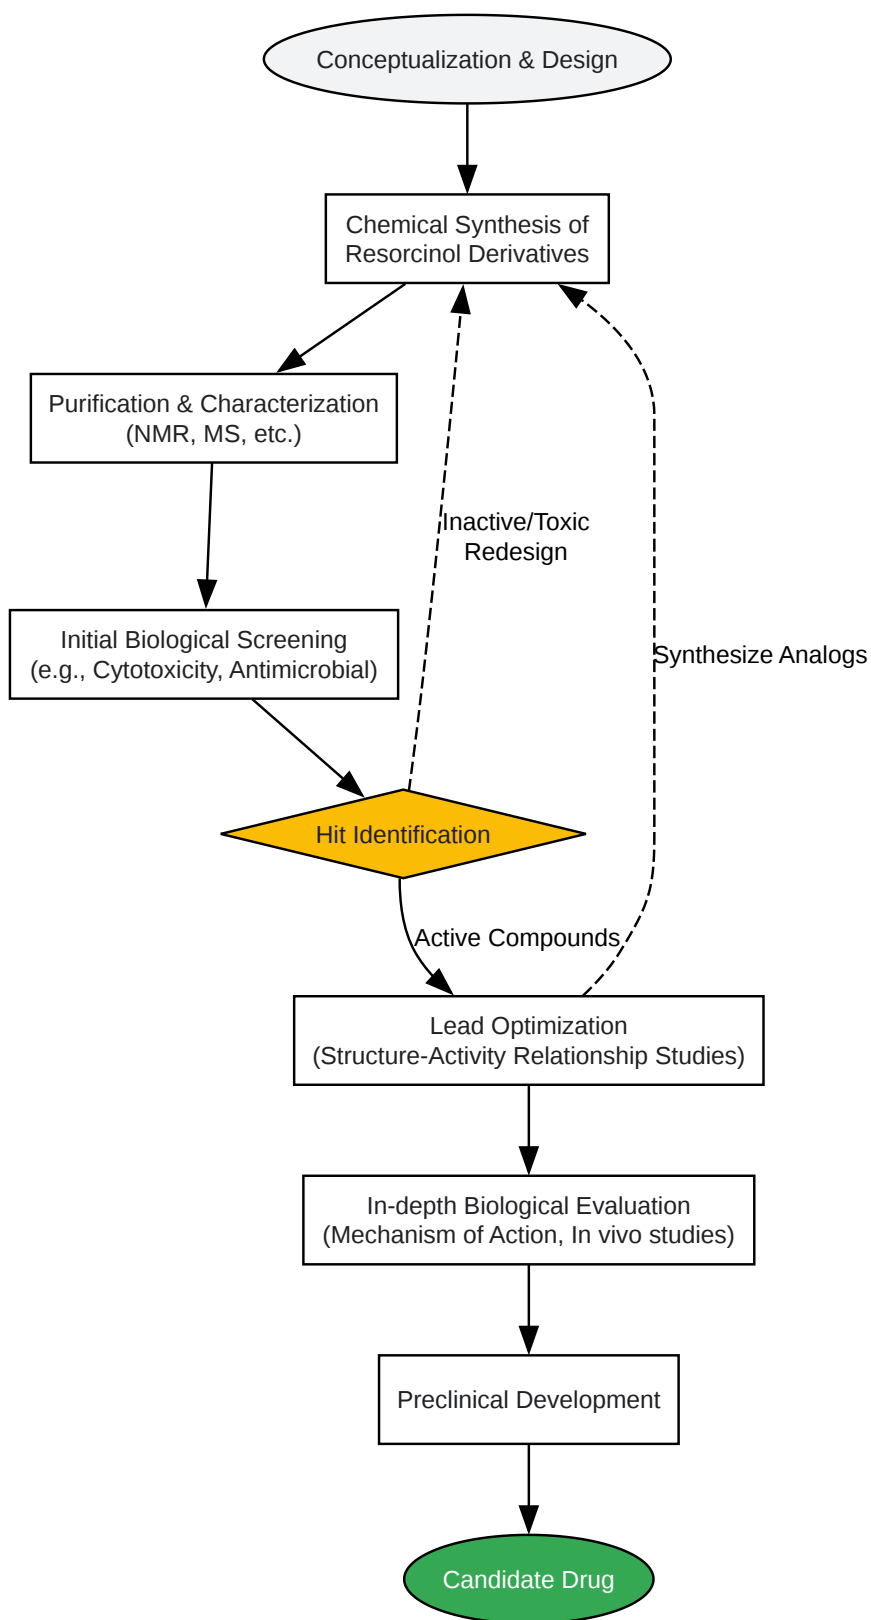 Conceptualization & Design
Chemical Synthesis of
Resorcinol Derivatives
Purification & Characterization
(NMR, MS, etc.)
Inactive/Toxic
Redesign
Initial Biological Screening
(e.g., Cytotoxicity, Antimicrobial)
Synthesize Analogs
Hit Identification
Active Compounds
Lead Optimization
(Structure-Activity Relationship Studies)
In-depth Biological Evaluation
(Mechanism of Action, In vivo studies)
Preclinical Development
Candidate Drug